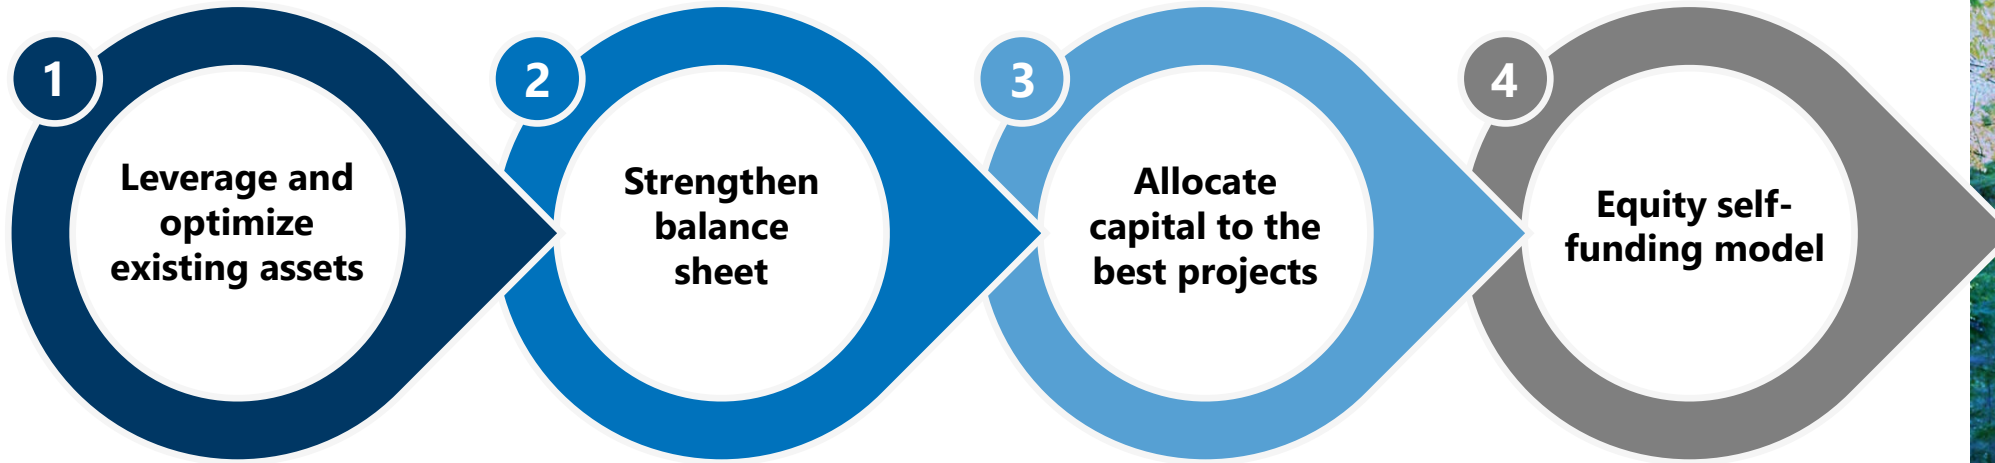 1
Leverage and
optimize
existing assets
2
Strengthen
balance
sheet
3
Allocate
capital to the
best projects
4
Equity self-
funding model